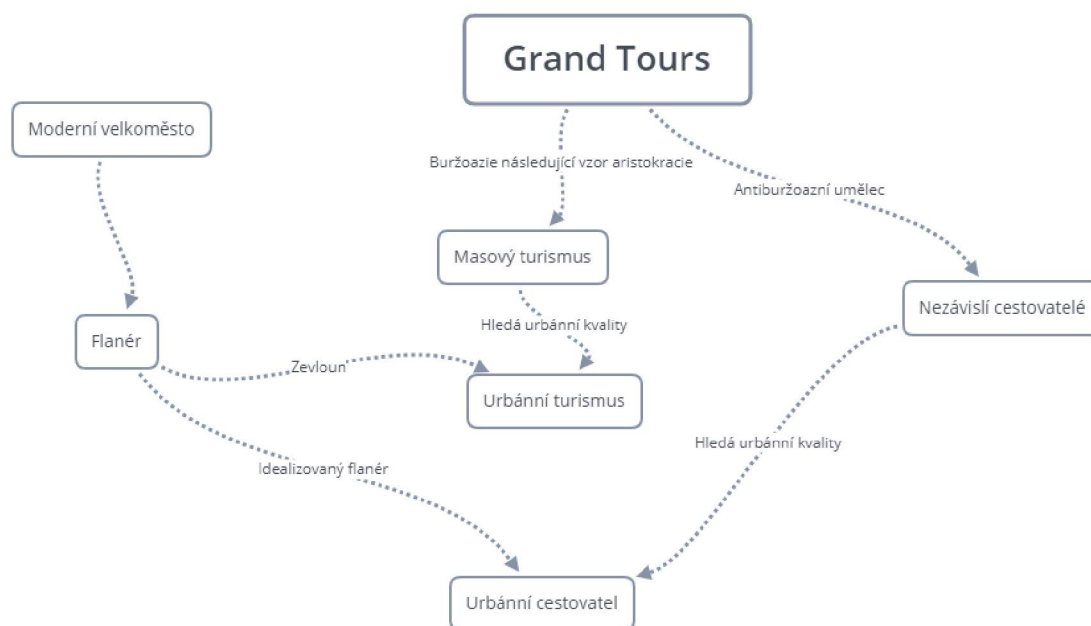 Grand Tours
Moderní velkoměsto
Buržoazie následující vzor aristokracie
Antiburžoazní umělec
Masový turismus
Nezávislí cestovatelé
Hledá urbánní kvality
Flanér
Zevloun
Urbánní turismus
Hledá urbánní kvality
Idealizovaný flanér
Urbánní cestovatel